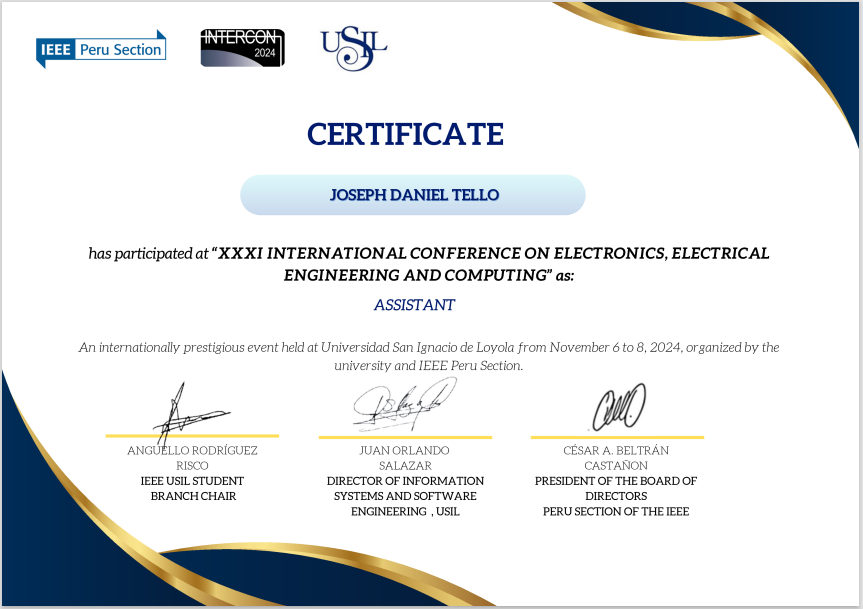 IEEE Peru Section
INTERCON
2024
USIL
CERTIFICATE
JOSEPH DANIEL TELLO
has participated at “XXXI INTERNATIONAL CONFERENCE ON ELECTRONICS, ELECTRICAL
ENGINEERING AND COMPUTING” as:
ASSISTANT
An internationally prestigious event held at Universidad San Ignacio de Loyola from November 6 to 8, 2024, organized by the
university and IEEE Peru Section.
ANGUELLO RODRÍGUEZ
RISCO
IEEE USIL STUDENT
BRANCH CHAIR
JUAN ORLANDO
SALAZAR
DIRECTOR OF INFORMATION
SYSTEMS AND SOFTWARE
ENGINEERING , USIL
CÉSAR A. BELTRÁN
CASTAÑON
PRESIDENT OF THE BOARD OF
DIRECTORS
PERU SECTION OF THE IEEE